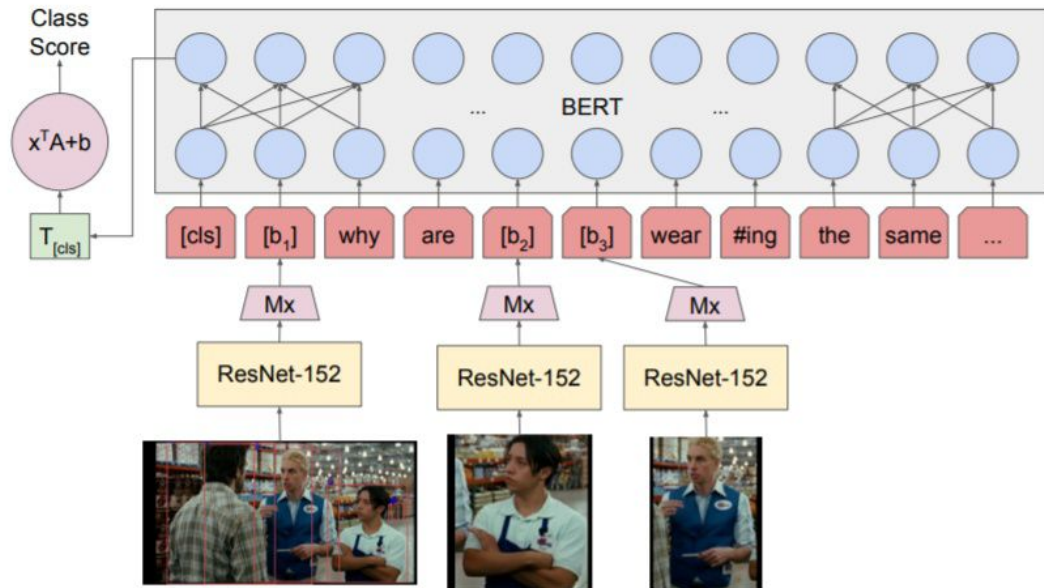 Class
Score
x^T A+b
T[cls]
... BERT ...
[cls] [b₁] why are [b₂] [b₃] wear #ing the same ...
Mx Mx Mx
ResNet-152 ResNet-152 ResNet-152